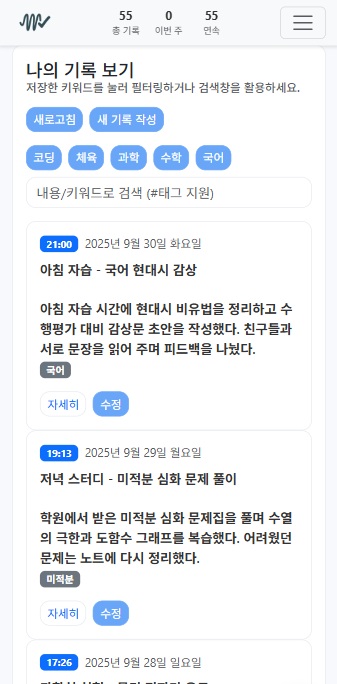 55 0 55
총 기록 이번 주 연속
나의 기록 보기
저장한 키워드를 눌러 필터링하거나 검색창을 활용하세요.
새로고침 새 기록 작성
코딩 체육 과학 수학 국어
내용/키워드로 검색 (#태그 지원)
21:00 2025년 9월 30일 화요일
아침 자습 - 국어 현대시 감상
아침 자습 시간에 현대시 비유법을 정리하고 수
행평가 대비 감상문 초안을 작성했다. 친구들과
서로 문장을 읽어 주며 피드백을 나눴다.
국어
자세히 수정
19:13 2025년 9월 29일 월요일
저녁 스터디 - 미적분 심화 문제 풀이
학원에서 받은 미적분 심화 문제집을 풀며 수열
의 극한과 도함수 그래프를 복습했다. 어려웠던
문제는 노트에 다시 정리했다.
미적분
자세히 수정
17:26 2025년 9월 28일 일요일